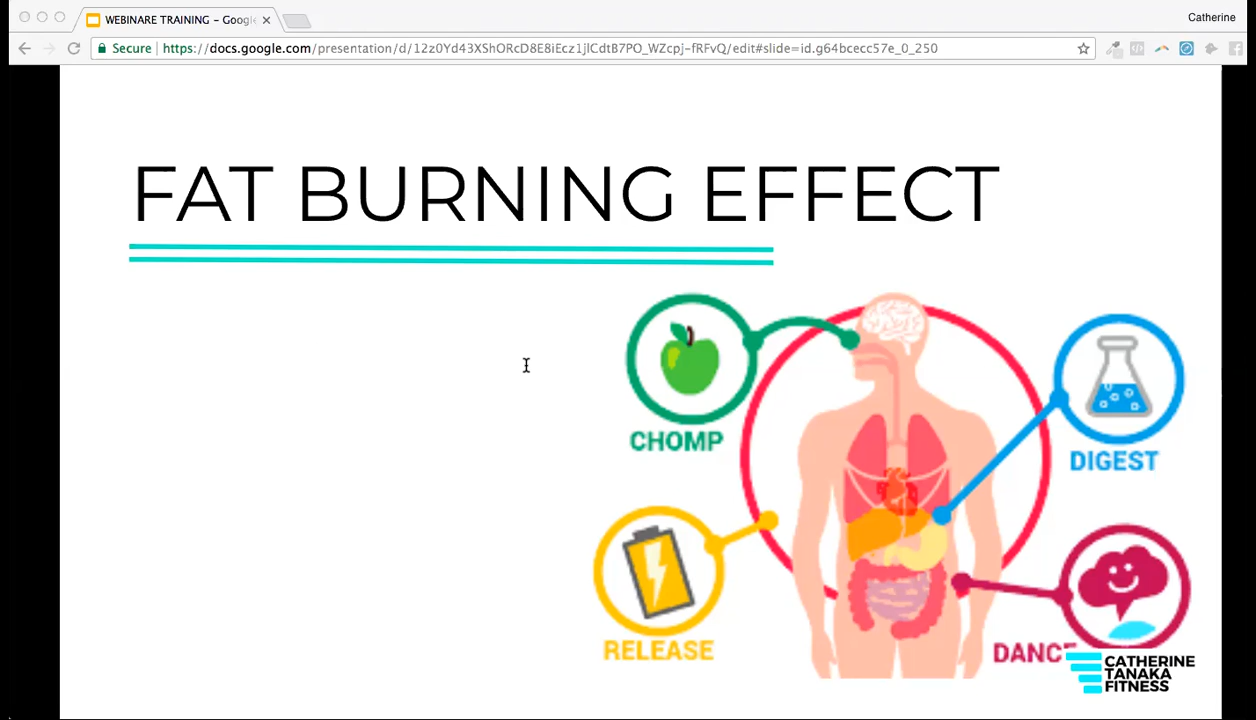 WEBINARE TRAINING - Google
Catherine
Secure
https://docs.google.com/presentation/d/12z0Yd43XShORcD8E8iEcz1jlCdtB7PO_WZcpj-fRFvQ/edit#slide=id.g64bcecc57e_0_250
FAT BURNING EFFECT
CHOMP
DIGEST
RELEASE
DANCE
CATHERINE
TANAKA
FITNESS